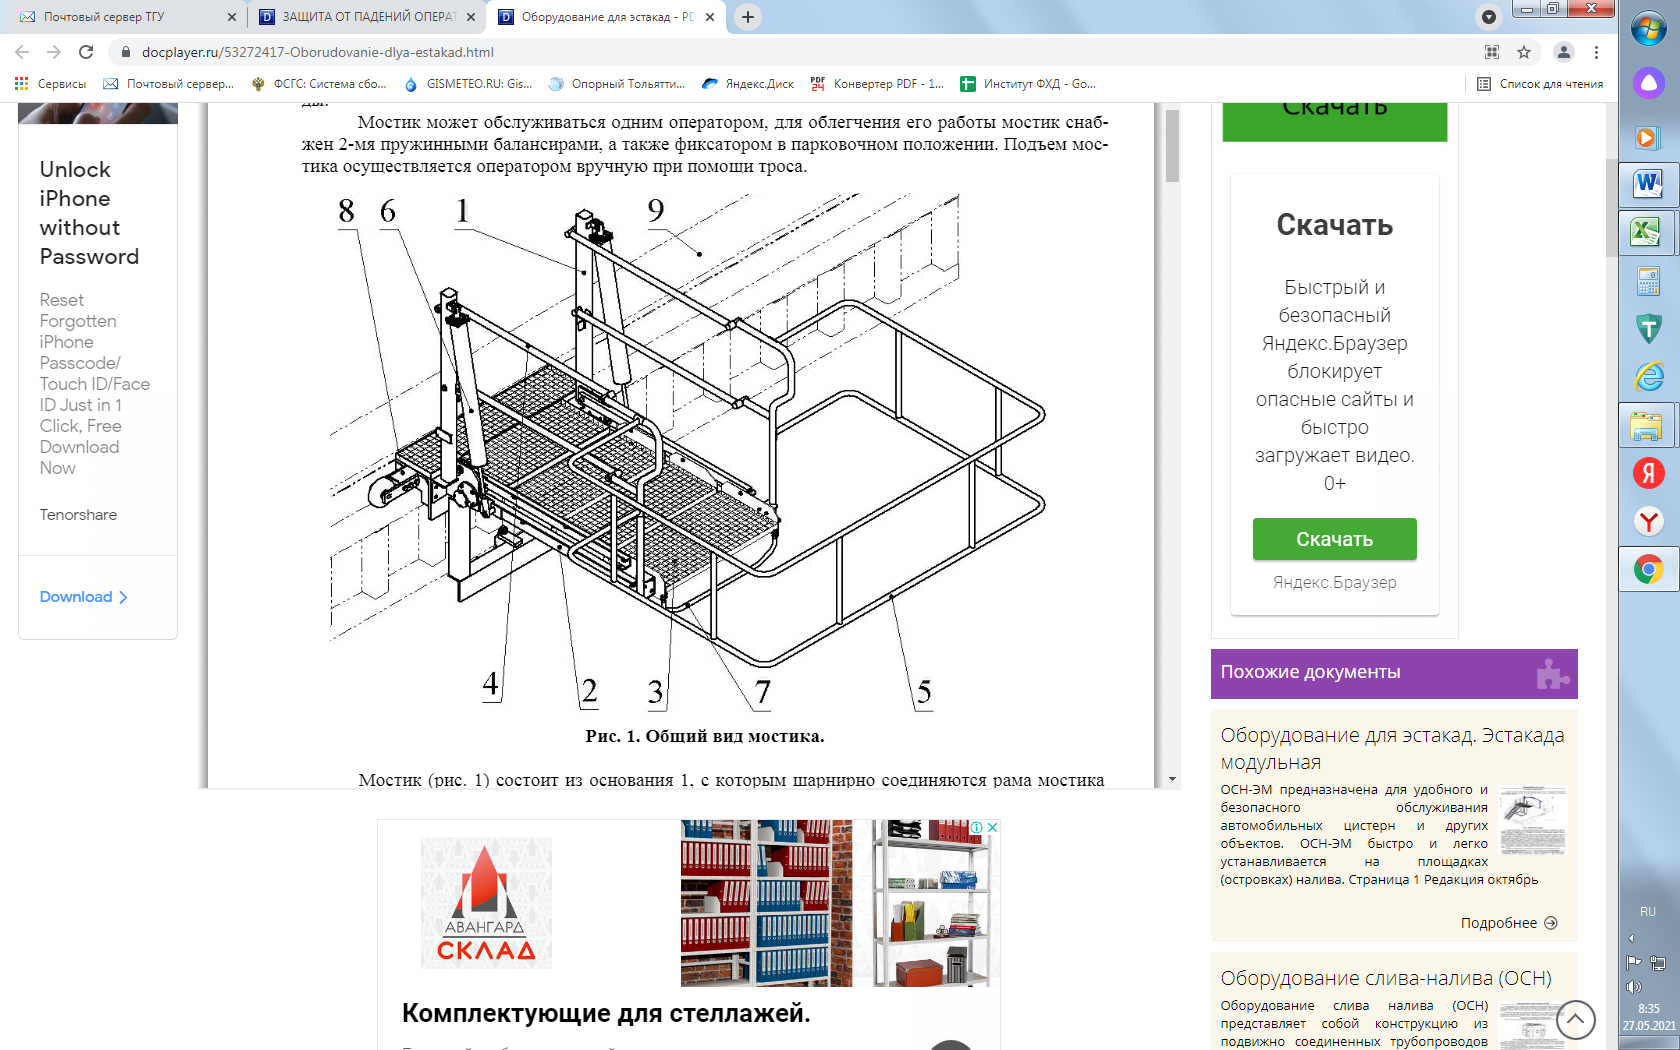 Почтовый сервер ТГУ
ЗАЩИТА ОТ ПАДЕНИЙ ОПЕРАТ
Оборудование для эстакад - PD
docplayer.ru/53272417-Oborudovanie-dlya-estakad.html
Сервисы
Почтовый сервер...
ФСГС: Система сбо...
GISMETEO.RU: Gis...
Опорный Тольятти...
Яндекс.Диск
Конвертер PDF - 1...
Институт ФХД - Go...
Список для чтения
Unlock
iPhone
without
Password
Reset
Forgotten
iPhone
Passcode/
Touch ID/Face
ID Just in 1
Click, Free
Download
Now
Tenorshare
Download
ды.
Мостик может обслуживаться одним оператором, для облегчения его работы мостик снаб-
жен 2-мя пружинными балансирами, а также фиксатором в парковочном положении. Подъем мос-
тика осуществляется оператором вручную при помощи троса.
8 6 1 9
4 2 3 7 5
Рис. 1. Общий вид мостика.
Мостик (рис. 1) состоит из основания 1, с которым шарнирно соединяются рама мостика
АВАНГАРД
СКЛАД
Комплектующие для стеллажей.
Скачать
Скачать
Быстрый и
безопасный
Яндекс.Браузер
блокирует
опасные сайты и
быстро
загружает видео.
0+
Скачать
Яндекс.Браузер
Похожие документы
Оборудование для эстакад. Эстакада
модульная
ОСН-ЭМ предназначена для удобного и
безопасного обслуживания
автомобильных цистерн и других
объектов. ОСН-ЭМ быстро и легко
устанавливается на площадках
(островках) налива. Страница 1 Редакция октябрь
Подробнее
Оборудование слива-налива (ОСН)
Оборудование слива налива (ОСН)
представляет собой конструкцию из
подвижно соединенных трубопроводов
RU
8:35
27.05.2021